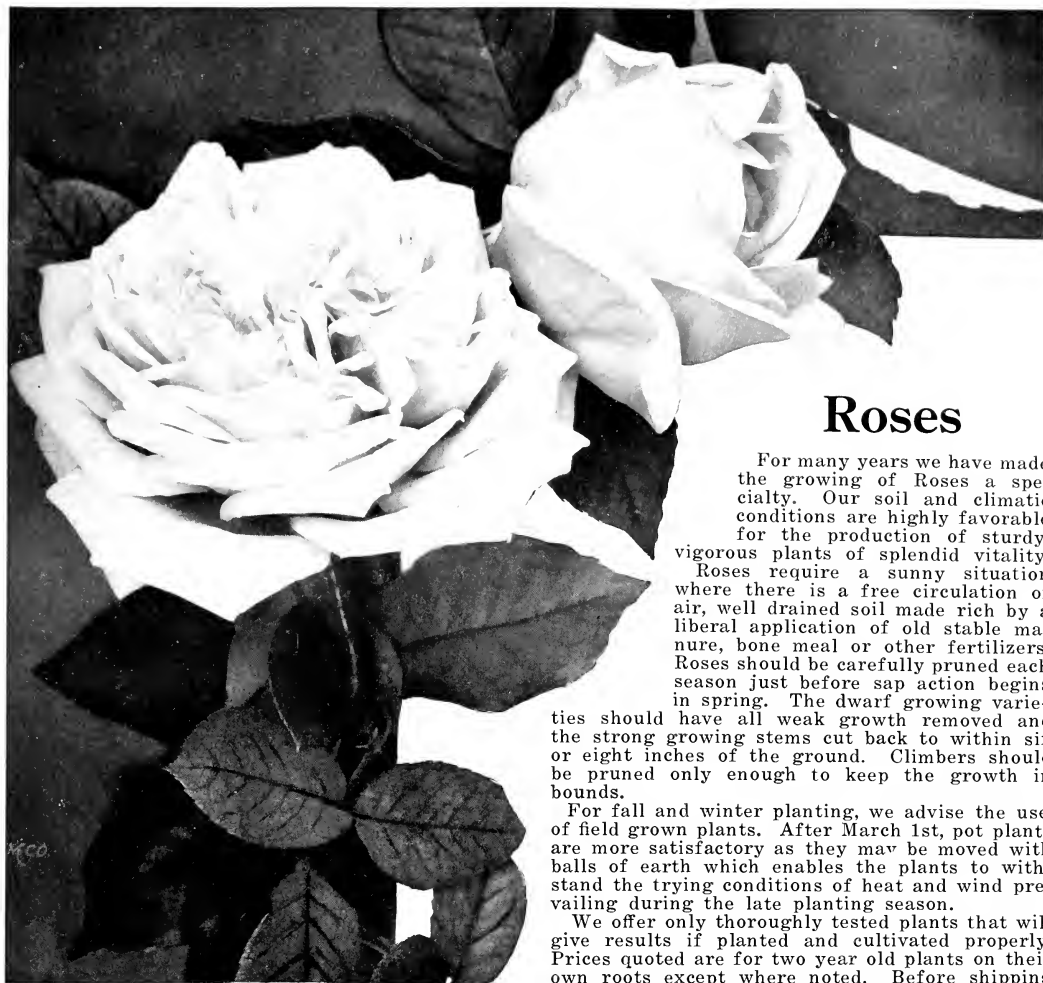 Roses
For many years we have made
the growing of Roses a spe
cialty. Our soil and climatic
conditions are highly favorable
for the production of sturdy
vigorous plants of splendid vitality
Roses require a sunny situation
where there is a free circulation o
air, well drained soil made rich by a
liberal application of old stable ma
nure, bone meal or other fertilizers
Roses should be carefully pruned each
season just before sap action begins
in spring. The dwarf growing varie-
ties should have all weak growth removed and
the strong growing stems cut back to within six
or eight inches of the ground. Climbers should
be pruned only enough to keep the growth in
bounds.
For fall and winter planting, we advise the use
of field grown plants. After March 1st, pot plant
are more satisfactory as they may be moved with
balls of earth which enables the plants to with
stand the trying conditions of heat and wind pre
vailing during the late planting season.
We offer only thoroughly tested plants that will
give results if planted and cultivated properly
Prices quoted are for two year old plants on their
own roots except where noted. Before shipping
McCO.